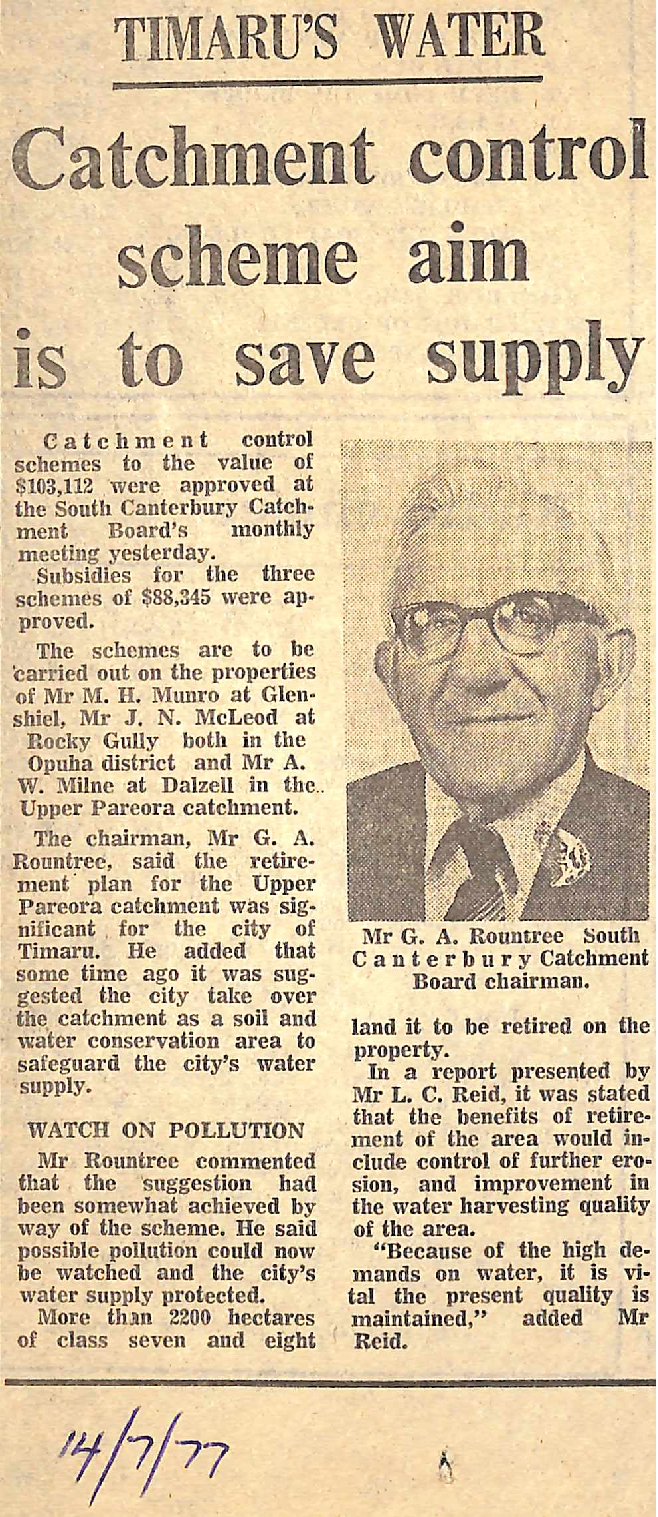 TIMARU'S WATER
Catchment control
scheme aim
is to save supply
Catchment control
schemes to the value of
$103,112 were approved at
the South Canterbury Catch-
ment Board's monthly
meeting yesterday.
Subsidies for the three
schemes of $88,345 were ap-
proved.
The schemes are to be
carried out on the properties
of Mr M. H. Munro at Glen-
shiel, Mr J. N. McLeod at
Rocky Gully both in the
Opuha district and Mr A.
W. Milne at Dalzell in the
Upper Pareora catchment.
The chairman, Mr G. A.
Rountree, said the retire-
ment plan for the Upper
Pareora catchment was sig-
nificant for the city of
Timaru. He added that
some time ago it was sug-
gested the city take over
the catchment as a soil and
water conservation area to
safeguard the city's water
supply.
WATCH ON POLLUTION
Mr Rountree commented
that the suggestion had
been somewhat achieved by
way of the scheme. He said
possible pollution could now
be watched and the city's
water supply protected.
More than 2200 hectares
of class seven and eight
Mr G. A. Rountree South
Canterbury Catchment
Board chairman.
land it to be retired on the
property.
In a report presented by
Mr L. C. Reid, it was stated
that the benefits of retire-
ment of the area would in-
clude control of further ero-
sion, and improvement in
the water harvesting quality
of the area.
"Because of the high de-
mands on water, it is vi-
tal the present quality is
maintained," added Mr
Reid.
14/7/77